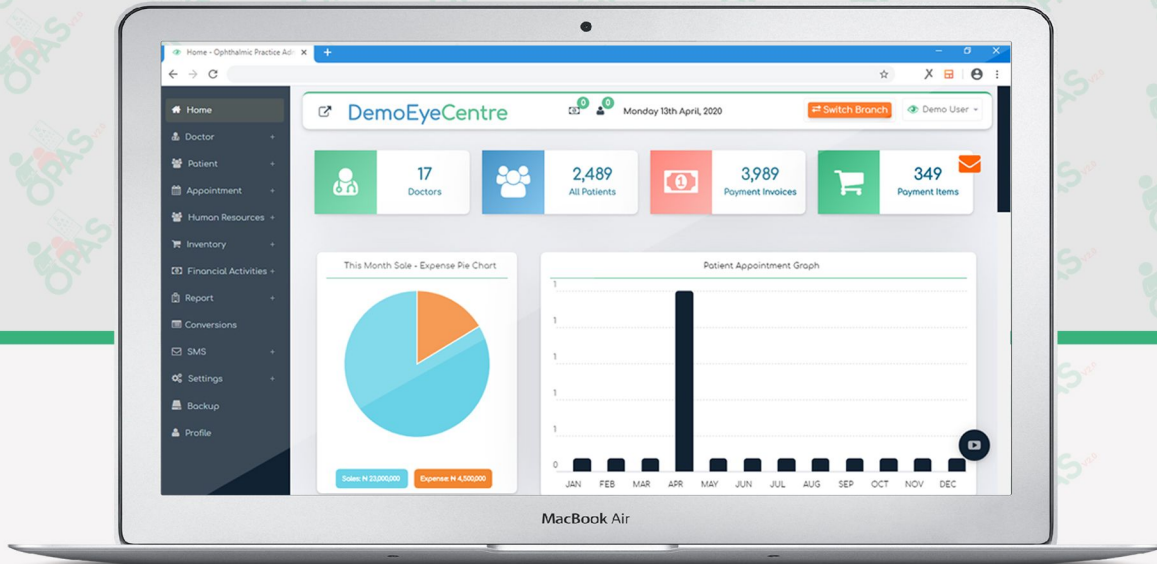 Home - Ophthalmic Practice Adm
DemoEyeCentre
0
0
Monday 13th April, 2020
Switch Branch
Demo User
Home
Doctor +
Patient +
Appointment +
Human Resources +
Inventory +
Financial Activities +
Report +
Conversions
SMS +
Settings +
Backup
Profile
17
Doctors
2,489
All Patients
3,989
Payment Invoices
349
Payment Items
This Month Sale - Expense Pie Chart
Sales: ₦ 23,000,000
Expense: ₦ 4,500,000
Patient Appointment Graph
1
1
1
1
1
0
JAN FEB MAR APR MAY JUN JUL AUG SEP OCT NOV DEC
MacBook Air
OPAS